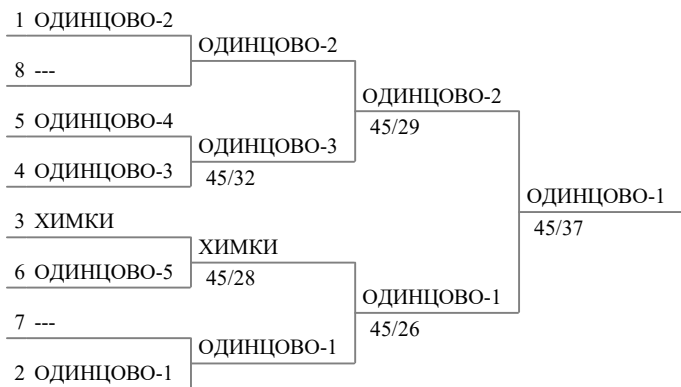 1 ОДИНЦОВО-2
ОДИНЦОВО-2
8 ---
ОДИНЦОВО-2
5 ОДИНЦОВО-4
45/29
ОДИНЦОВО-3
4 ОДИНЦОВО-3
45/32
ОДИНЦОВО-1
3 ХИМКИ
45/37
ХИМКИ
6 ОДИНЦОВО-5
45/28
ОДИНЦОВО-1
7 ---
45/26
ОДИНЦОВО-1
2 ОДИНЦОВО-1